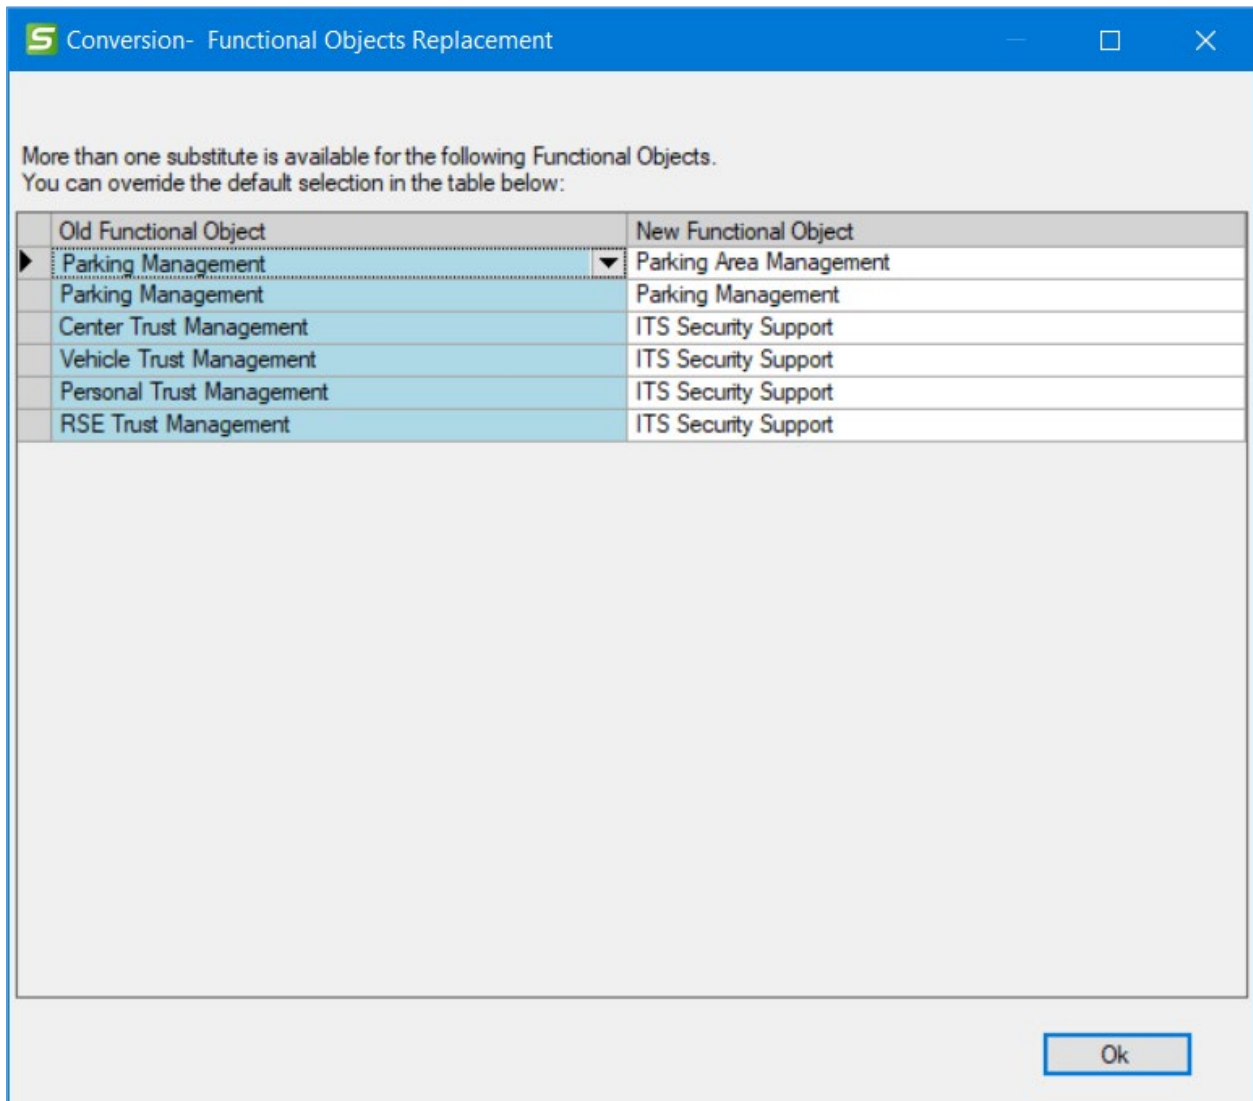 Conversion-  Functional Objects Replacement
More than one substitute is available for the following Functional Objects.
You can override the default selection in the table below:
Old Functional Object New Functional Object
Parking Management Parking Area Management
Parking Management Parking Management
Center Trust Management ITS Security Support
Vehicle Trust Management ITS Security Support
Personal Trust Management ITS Security Support
RSE Trust Management ITS Security Support
Ok